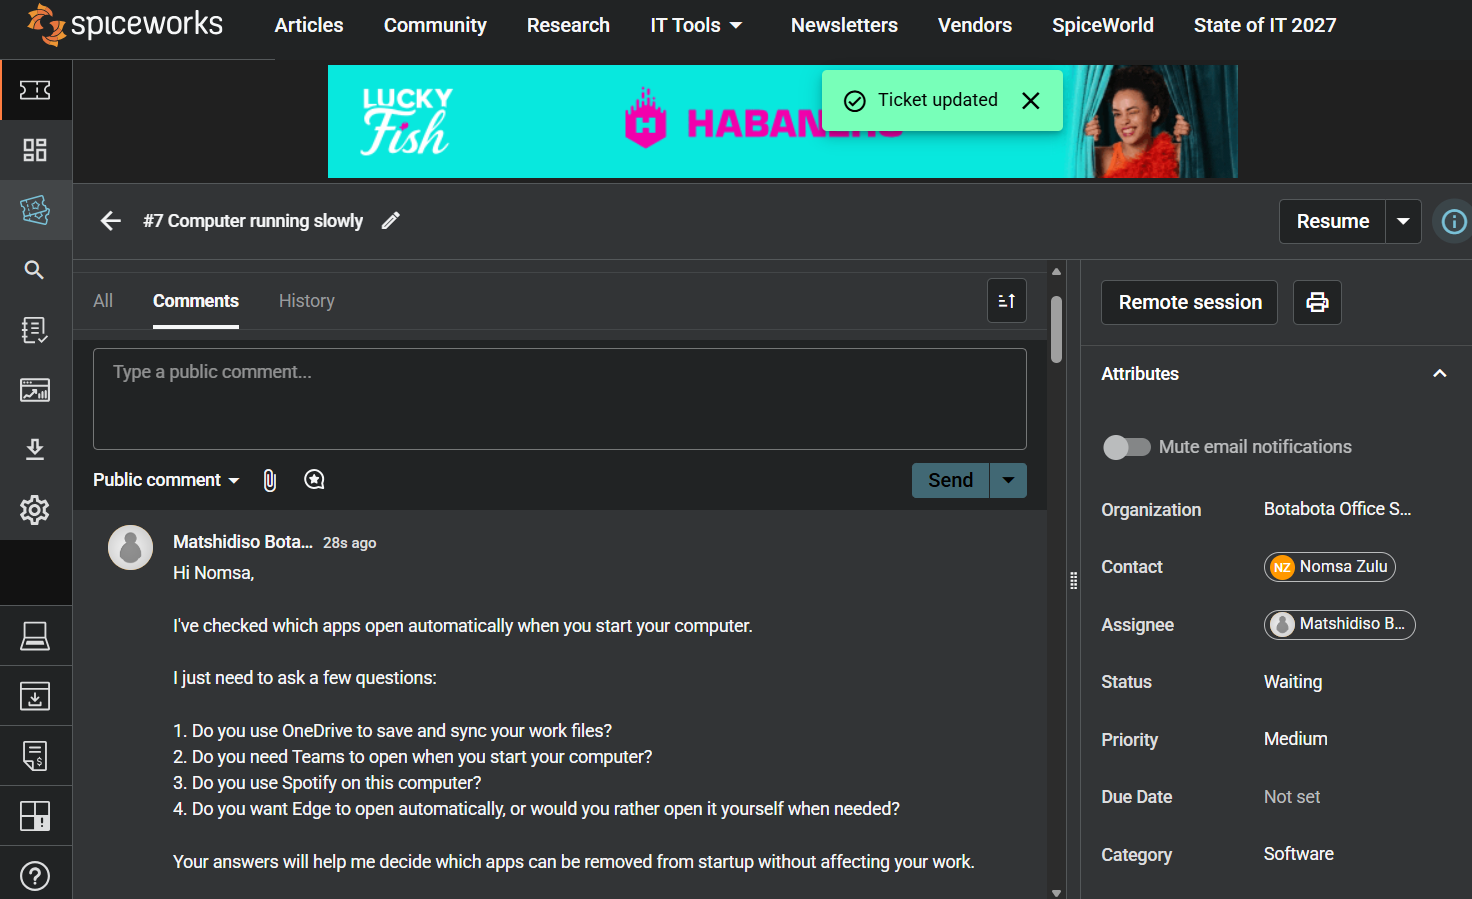 spiceworks
Articles Community Research IT Tools Newsletters Vendors SpiceWorld State of IT 2027
LUCKY
Fish
H
Ticket updated
#7 Computer running slowly
Resume
All Comments History
Remote session
Type a public comment...
Attributes
Public comment
Send
Mute email notifications
Matshidiso Bota... 28s ago
Hi Nomsa,
I've checked which apps open automatically when you start your computer.
I just need to ask a few questions:
1. Do you use OneDrive to save and sync your work files?
2. Do you need Teams to open when you start your computer?
3. Do you use Spotify on this computer?
4. Do you want Edge to open automatically, or would you rather open it yourself when needed?
Your answers will help me decide which apps can be removed from startup without affecting your work.
Organization Botabota Office S...
Contact NZ Nomsa Zulu
Assignee Matshidiso B...
Status Waiting
Priority Medium
Due Date Not set
Category Software